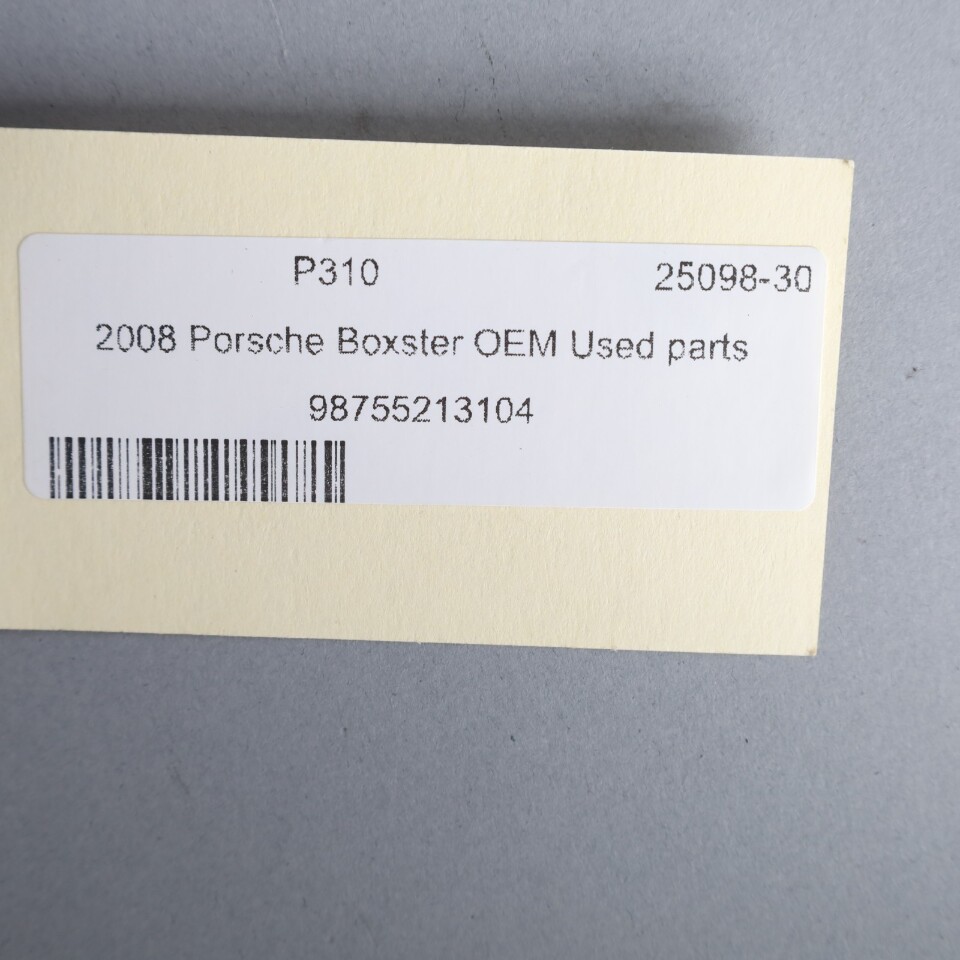 P310 25098-30
2008 Porsche Boxster OEM Used parts
98755213104